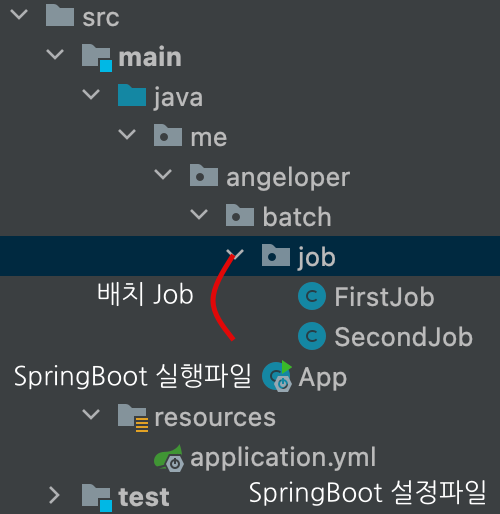 src
main
java
me
angeloper
batch
job
배치 Job
FirstJob
SecondJob
SpringBoot 실행파일
App
resources
application.yml
test
SpringBoot 설정파일